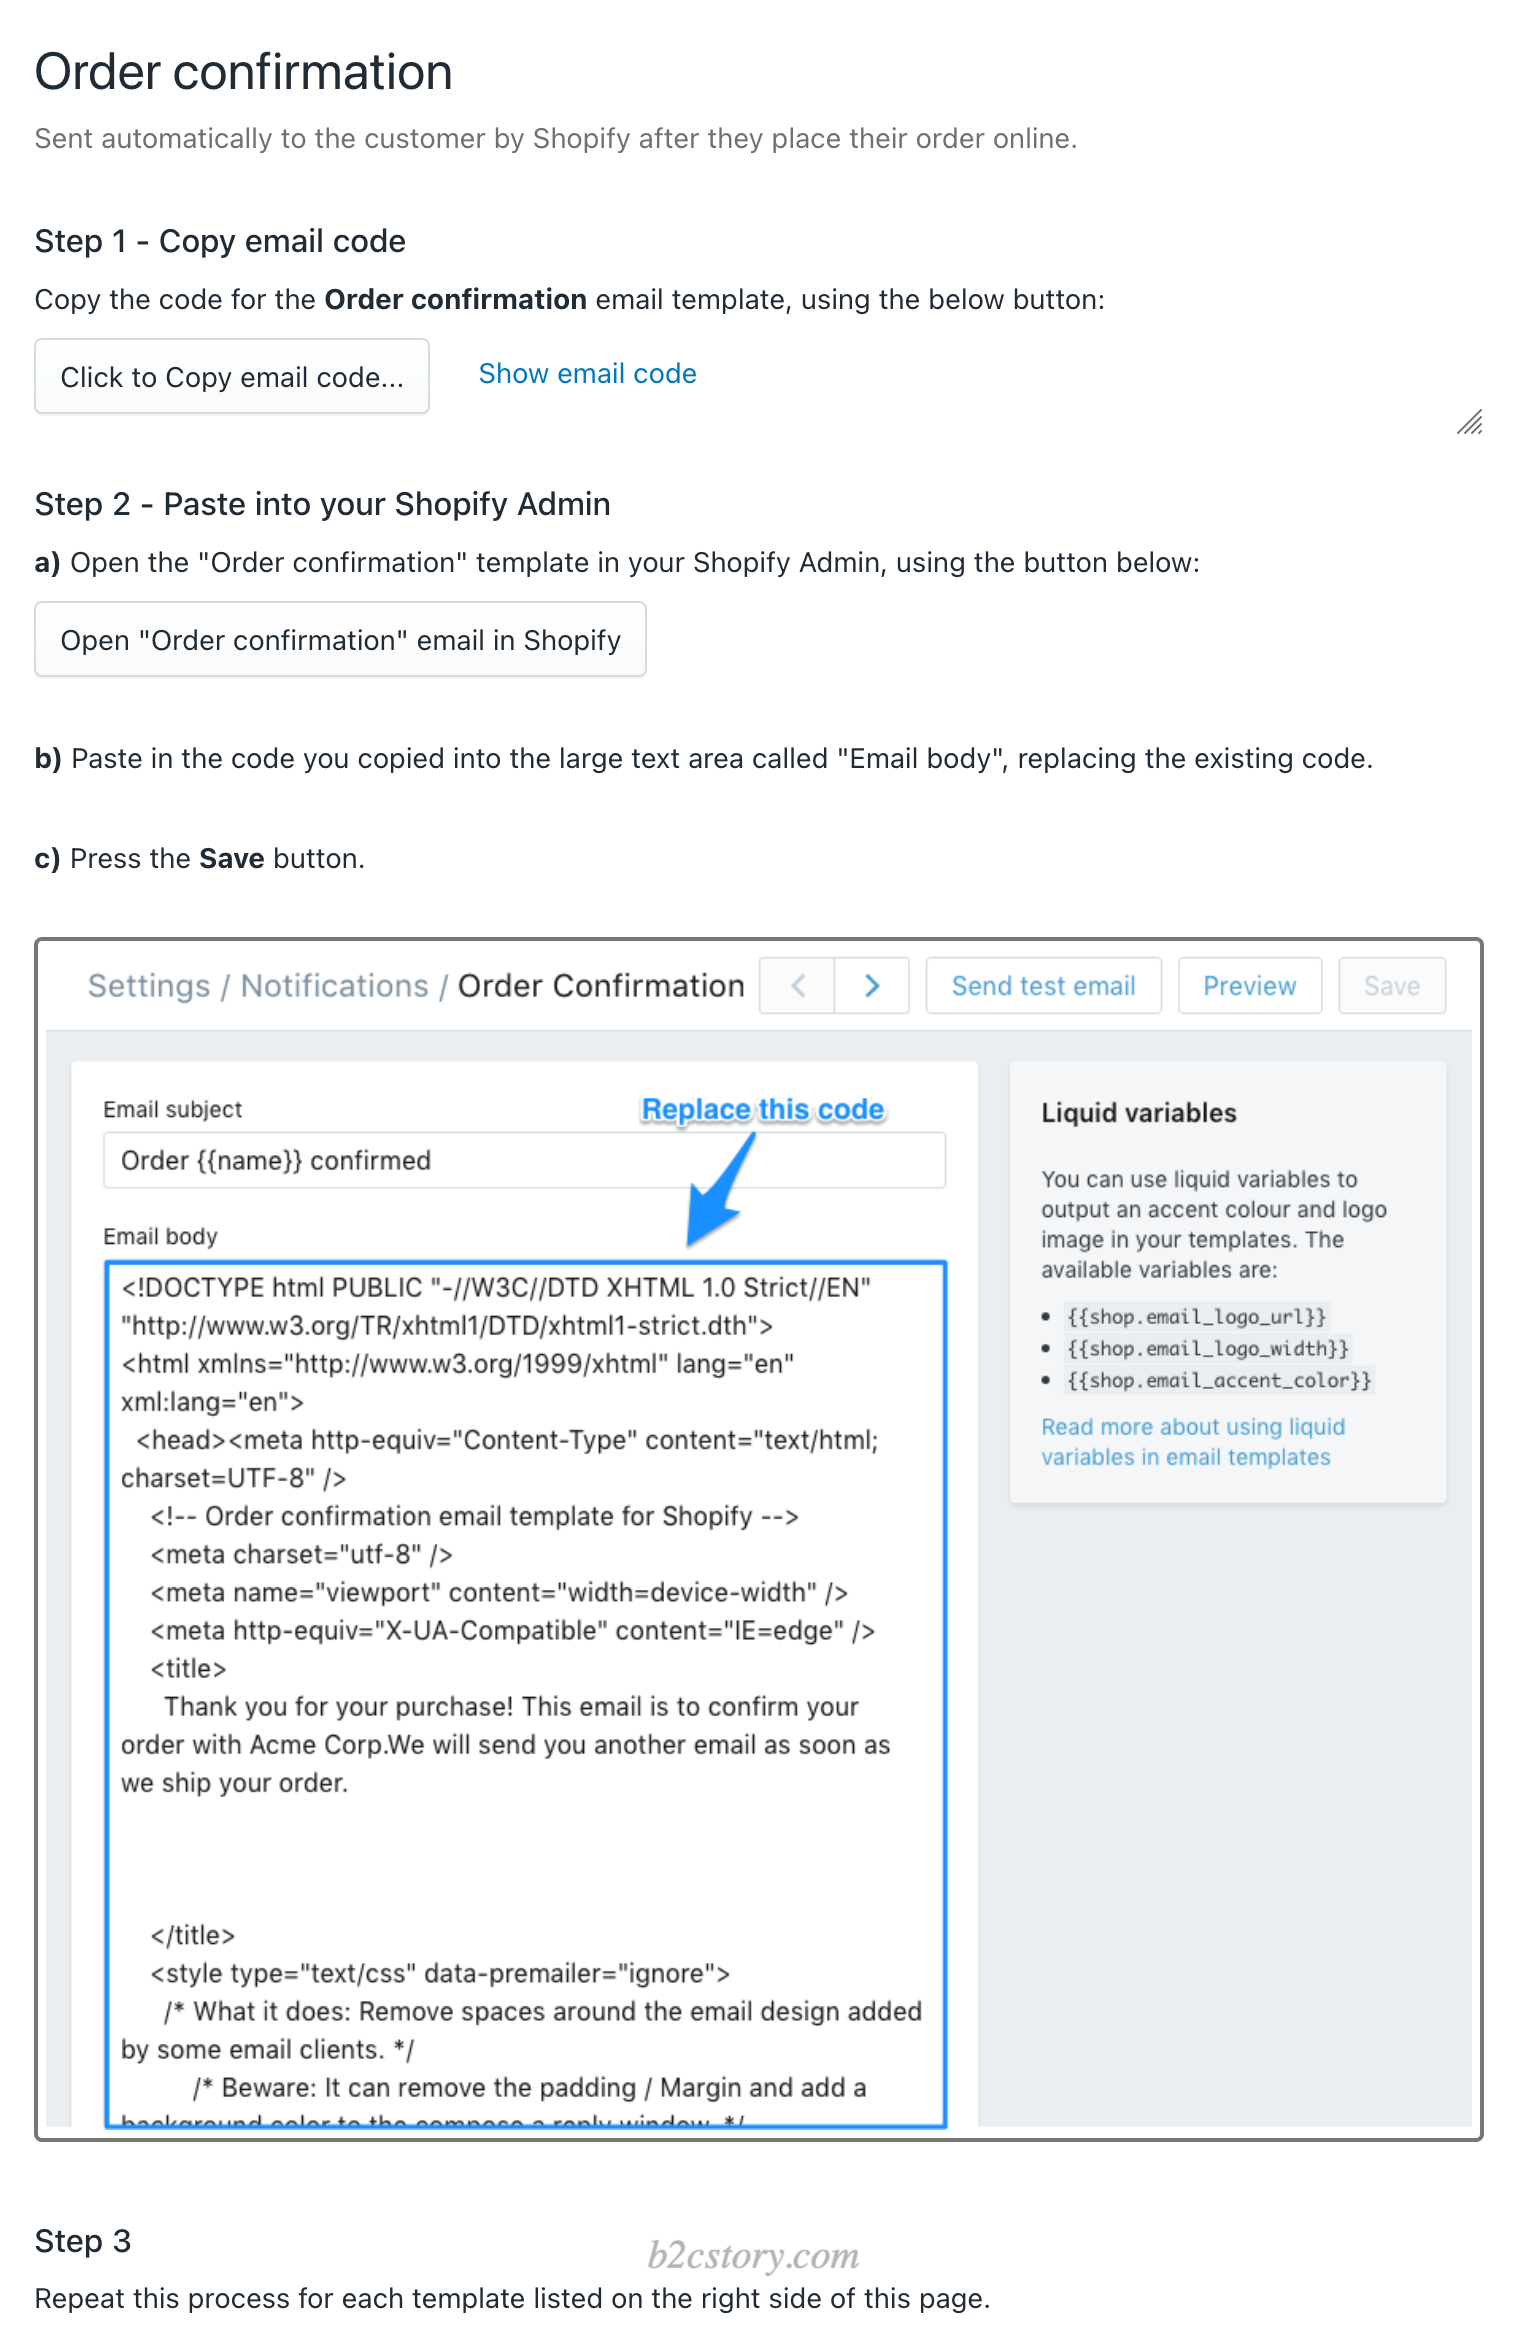 Order confirmation
Sent automatically to the customer by Shopify after they place their order online.
Step 1 - Copy email code
Copy the code for the Order confirmation email template, using the below button:
Click to Copy email code...
Show email code
Step 2 - Paste into your Shopify Admin
a) Open the "Order confirmation" template in your Shopify Admin, using the button below:
Open "Order confirmation" email in Shopify
b) Paste in the code you copied into the large text area called "Email body", replacing the existing code.
c) Press the Save button.
Settings / Notifications / Order Confirmation
Send test email
Preview
Save
Email subject
Replace this code
Order {{name}} confirmed
Email body
<!DOCTYPE html PUBLIC "-//W3C//DTD XHTML 1.0 Strict//EN"
"http://www.w3.org/TR/xhtml1/DTD/xhtml1-strict.dth">
<html xmlns="http://www.w3.org/1999/xhtml" lang="en"
xml:lang="en">
<head><meta http-equiv="Content-Type" content="text/html;
charset=UTF-8" />
<!-- Order confirmation email template for Shopify -->
<meta charset="utf-8" />
<meta name="viewport" content="width=device-width" />
<meta http-equiv="X-UA-Compatible" content="IE=edge" />
<title>
Thank you for your purchase! This email is to confirm your
order with Acme Corp.We will send you another email as soon as
we ship your order.
</title>
<style type="text/css" data-premailer="ignore">
/* What it does: Remove spaces around the email design added
by some email clients. */
/* Beware: It can remove the padding / Margin and add a
background color to the compose a reply window. */
Liquid variables
You can use liquid variables to
output an accent colour and logo
image in your templates. The
available variables are:
• {{shop.email_logo_url}}
• {{shop.email_logo_width}}
• {{shop.email_accent_color}}
Read more about using liquid
variables in email templates
Step 3
b2cstory.com
Repeat this process for each template listed on the right side of this page.